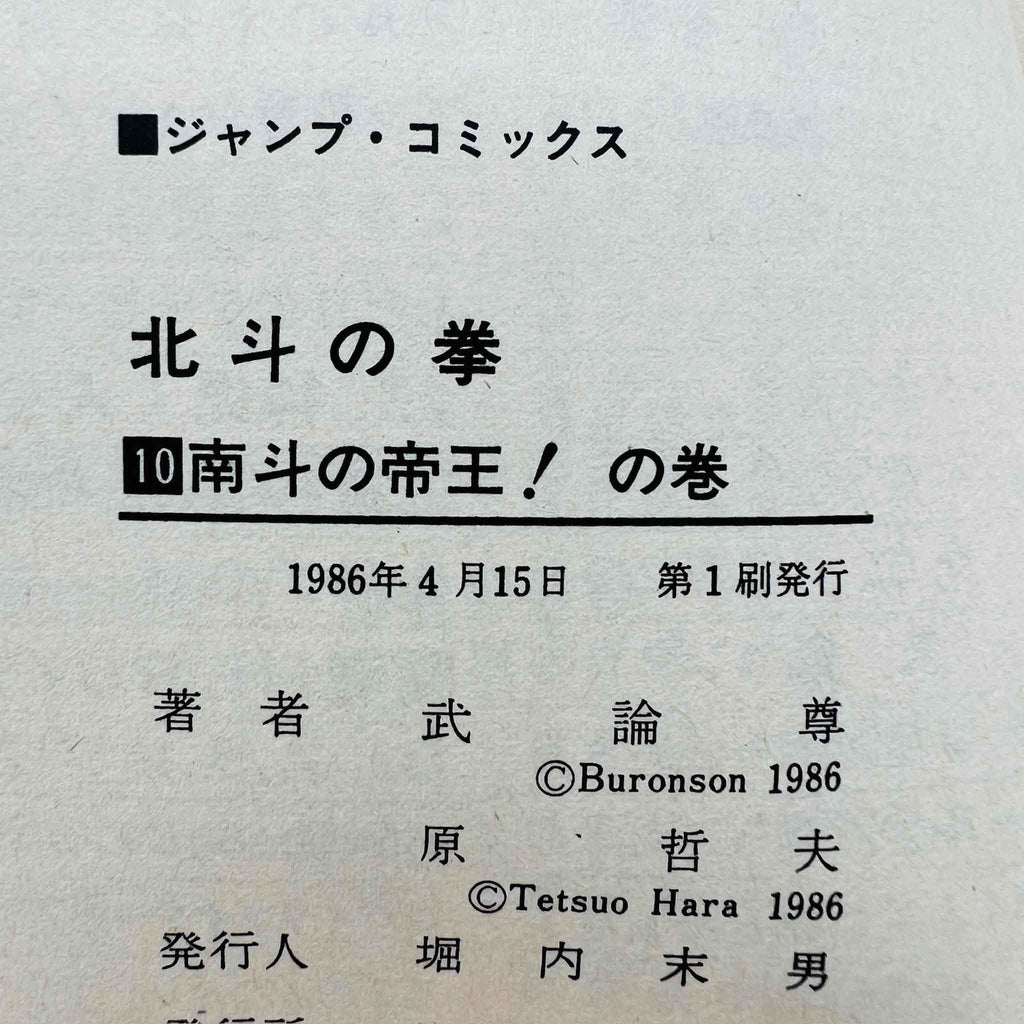 ■ジャンプ・コミックス
北斗の拳
10南斗の帝王! の巻
1986年4月15日 第1刷発行
著者 武論尊
©Buronson 1986
原哲夫
©Tetsuo Hara 1986
発行人 堀内末男